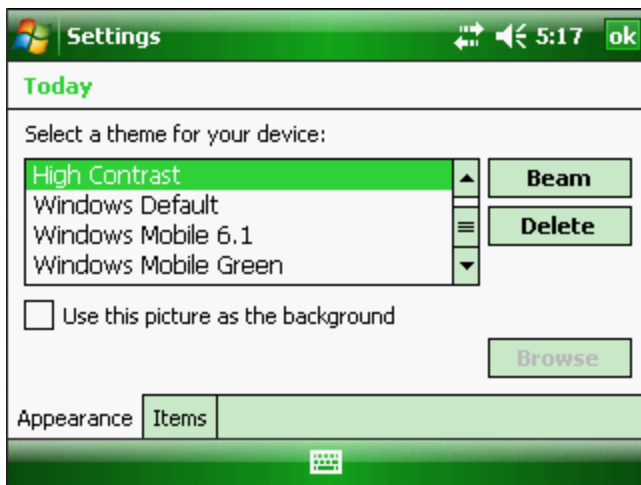 Settings 5:17 ok
Today
Select a theme for your device:
High Contrast
Beam
Windows Default
Windows Mobile 6.1
Delete
Windows Mobile Green
Use this picture as the background
Browse
Appearance Items